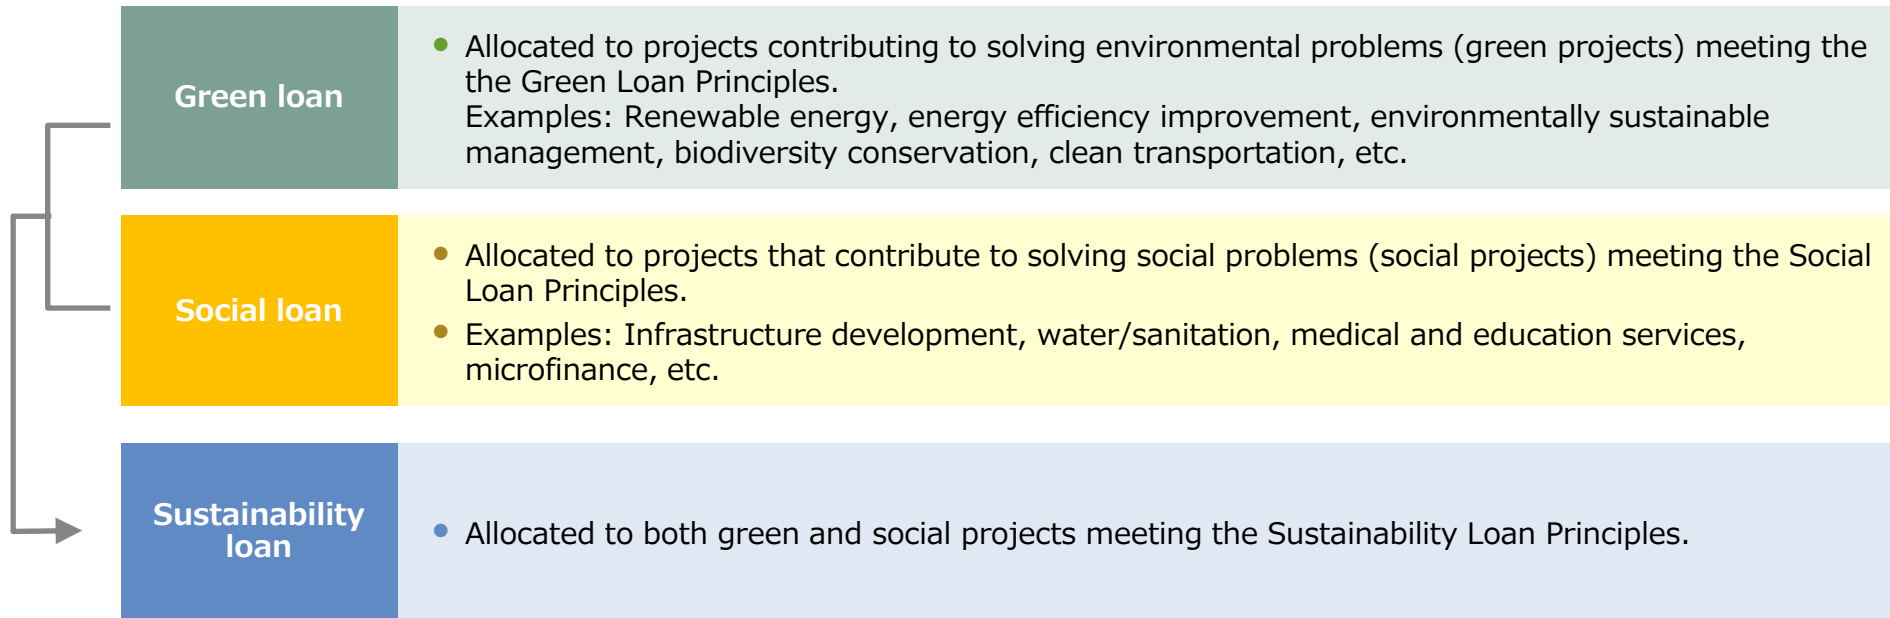 Green loan
• Allocated to projects contributing to solving environmental problems (green projects) meeting the
the Green Loan Principles.
Examples: Renewable energy, energy efficiency improvement, environmentally sustainable
management, biodiversity conservation, clean transportation, etc.
Social loan
• Allocated to projects that contribute to solving social problems (social projects) meeting the Social
Loan Principles.
• Examples: Infrastructure development, water/sanitation, medical and education services,
microfinance, etc.
Sustainability
loan
• Allocated to both green and social projects meeting the Sustainability Loan Principles.